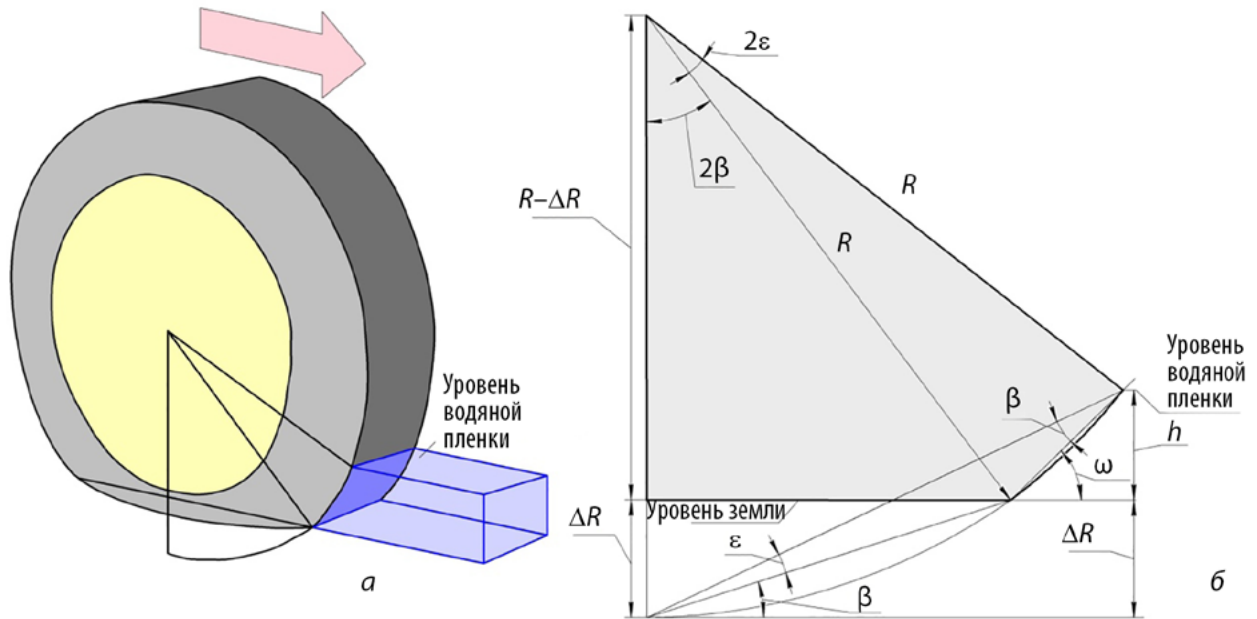 Уровень
водяной
пленки
а
2ε
2β
R–ΔR
R
R
Уровень
водяной
пленки
β
h
ω
Уровень земли
ΔR
ε
ΔR
β
б